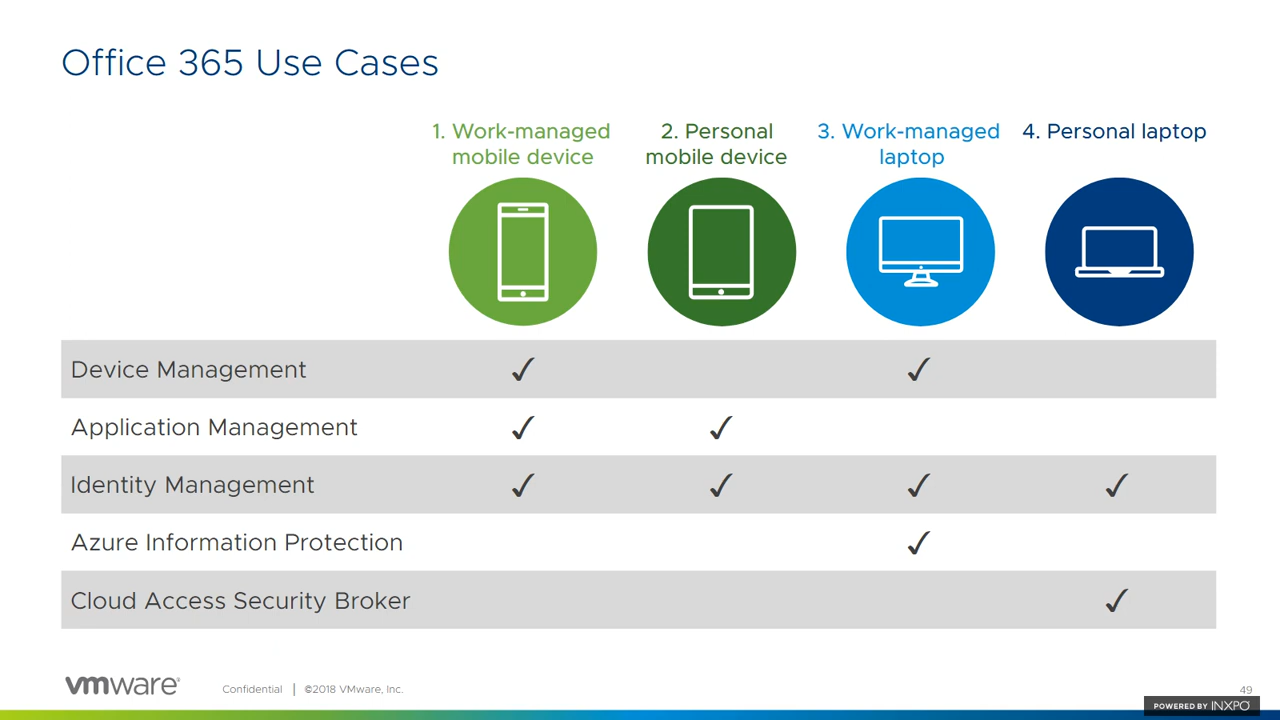 Office 365 Use Cases
1. Work-managed
mobile device
2. Personal
mobile device
3. Work-managed
laptop
4. Personal laptop
Device Management ✓ ✓
Application Management ✓ ✓
Identity Management ✓ ✓ ✓ ✓
Azure Information Protection ✓
Cloud Access Security Broker ✓
vmware® Confidential | ©2018 VMware, Inc. 49
POWERED BY INXPO